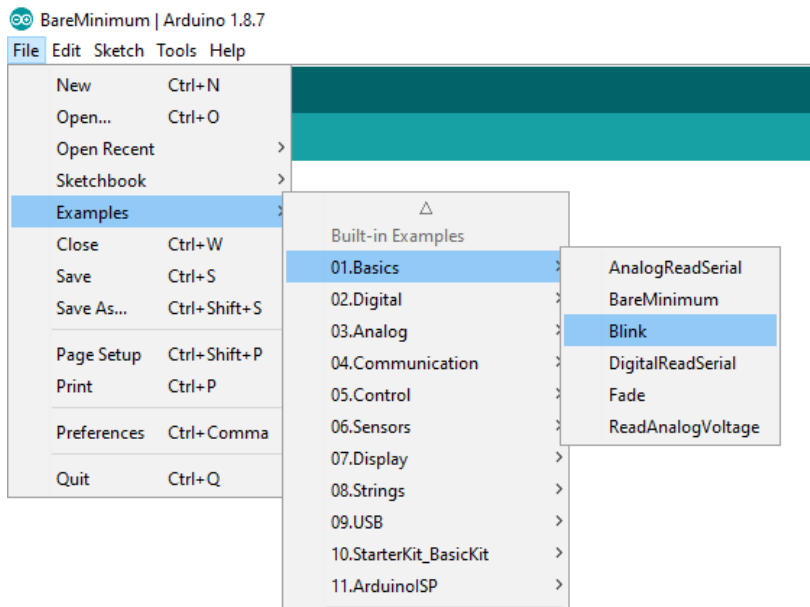 BareMinimum | Arduino 1.8.7
File Edit Sketch Tools Help
New Ctrl+N
Open... Ctrl+O
Open Recent
Sketchbook
Examples
Close Ctrl+W
Save Ctrl+S
Save As... Ctrl+Shift+S
Page Setup Ctrl+Shift+P
Print Ctrl+P
Preferences Ctrl+Comma
Quit Ctrl+Q
Built-in Examples
01.Basics
02.Digital
03.Analog
04.Communication
05.Control
06.Sensors
07.Display
08.Strings
09.USB
10.StarterKit_BasicKit
11.ArduinoISP
AnalogReadSerial
BareMinimum
Blink
DigitalReadSerial
Fade
ReadAnalogVoltage